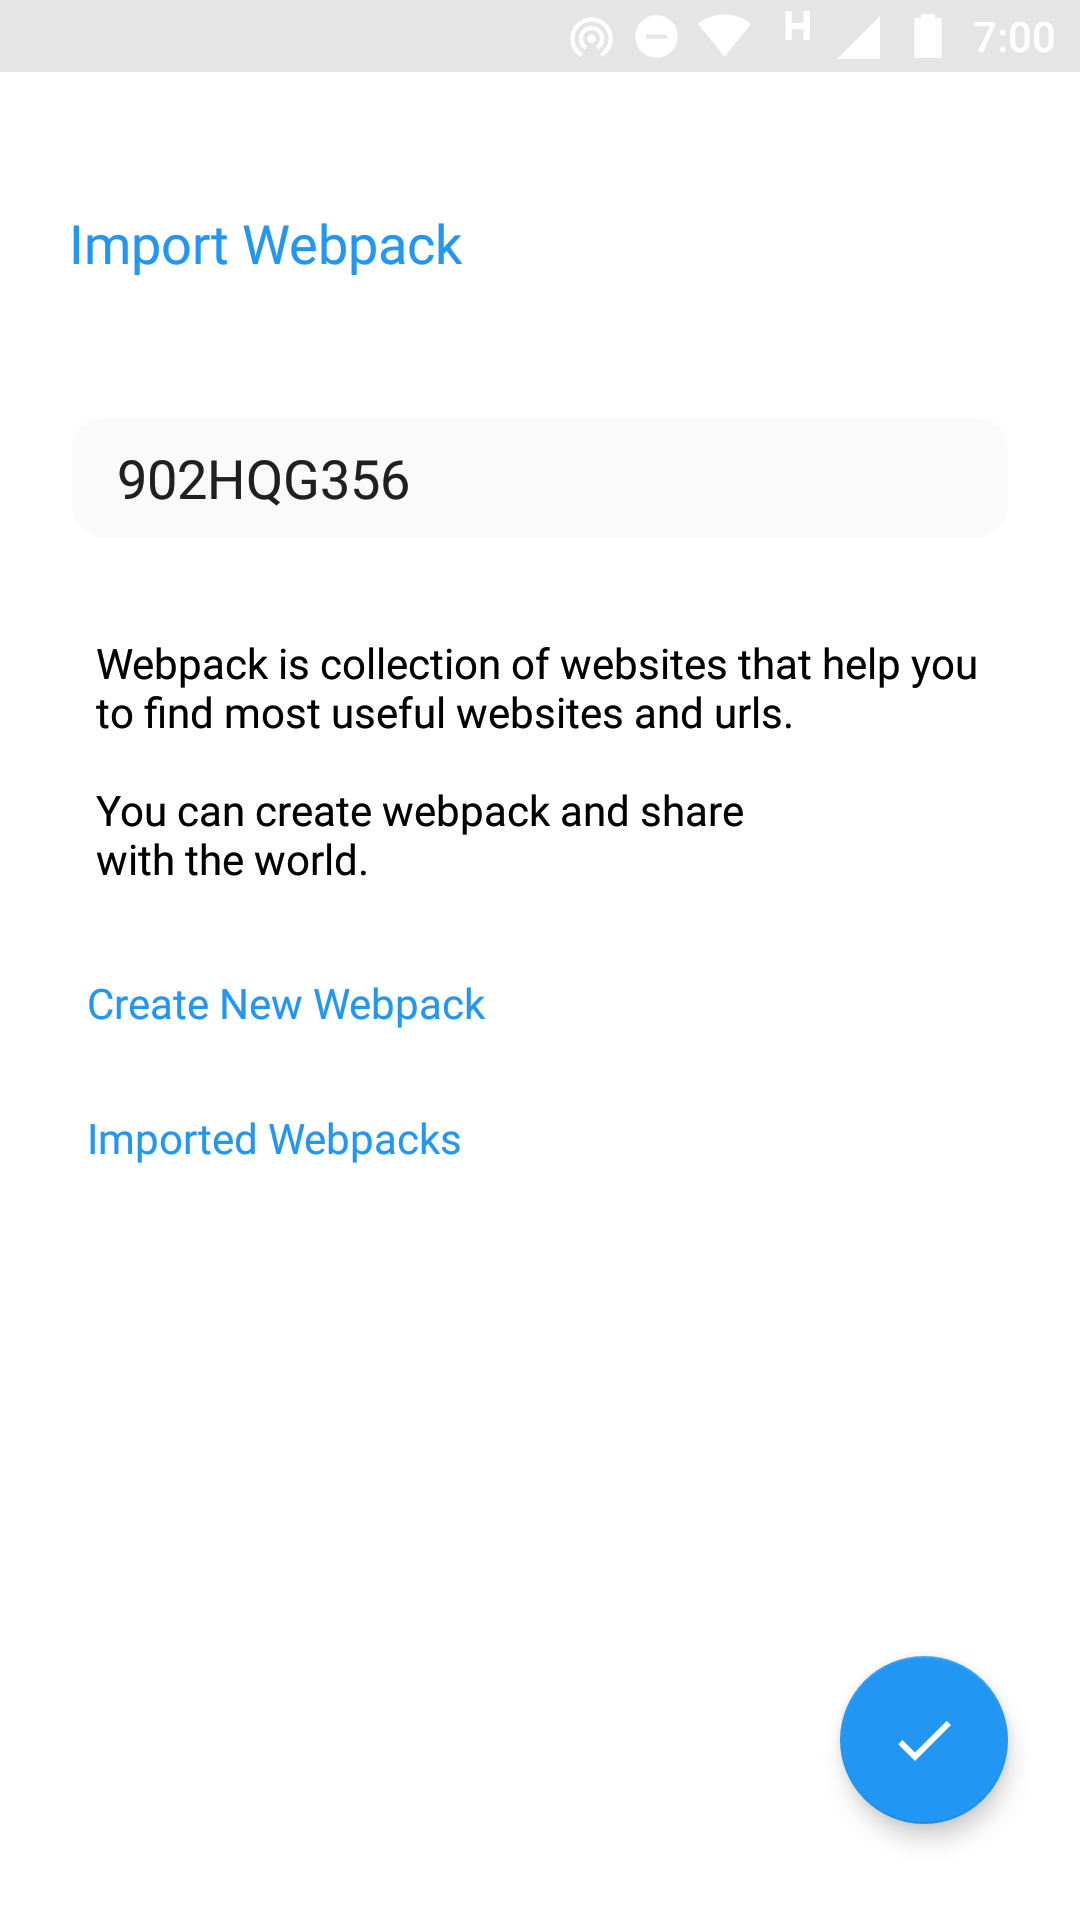 H 7:00
Import Webpack
902HQG356
Webpack is collection of websites that help you
to find most useful websites and urls.
You can create webpack and share
with the world.
Create New Webpack
Imported Webpacks